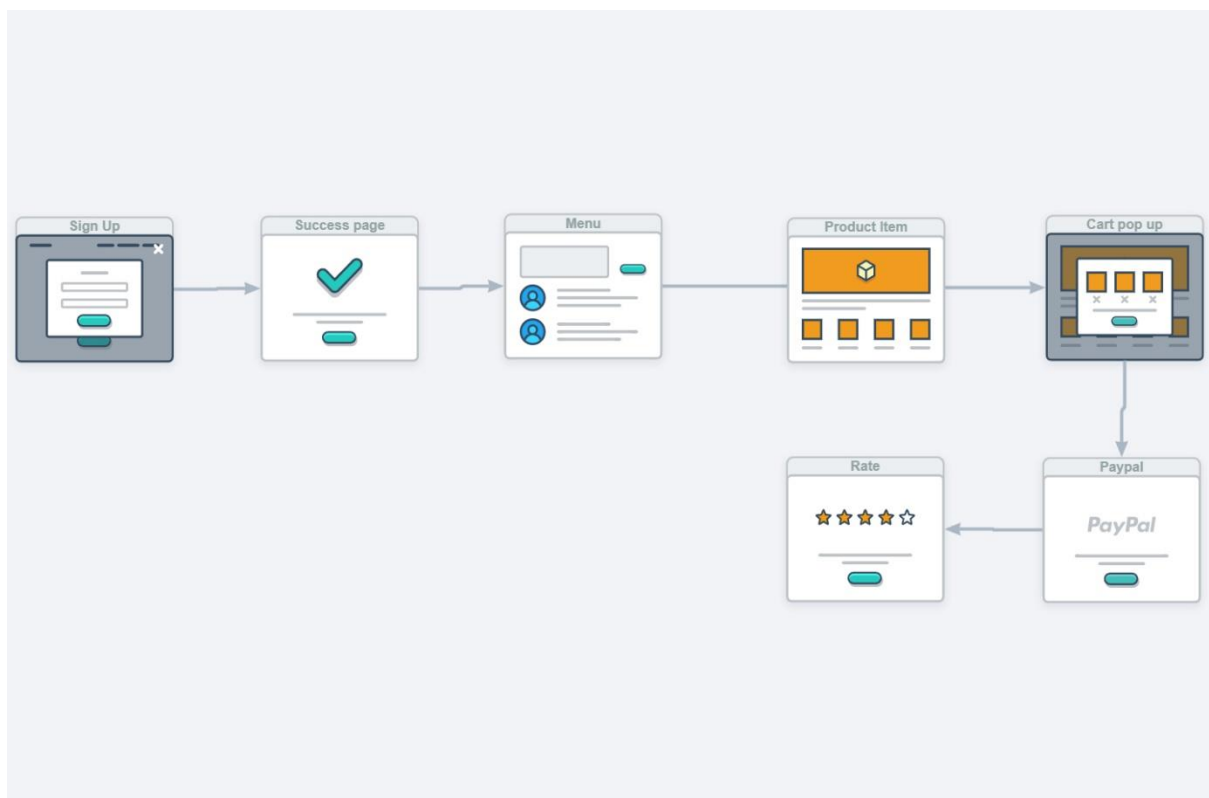 Sign Up
Success page
Menu
Product Item
Cart pop up
Rate
Paypal
PayPal